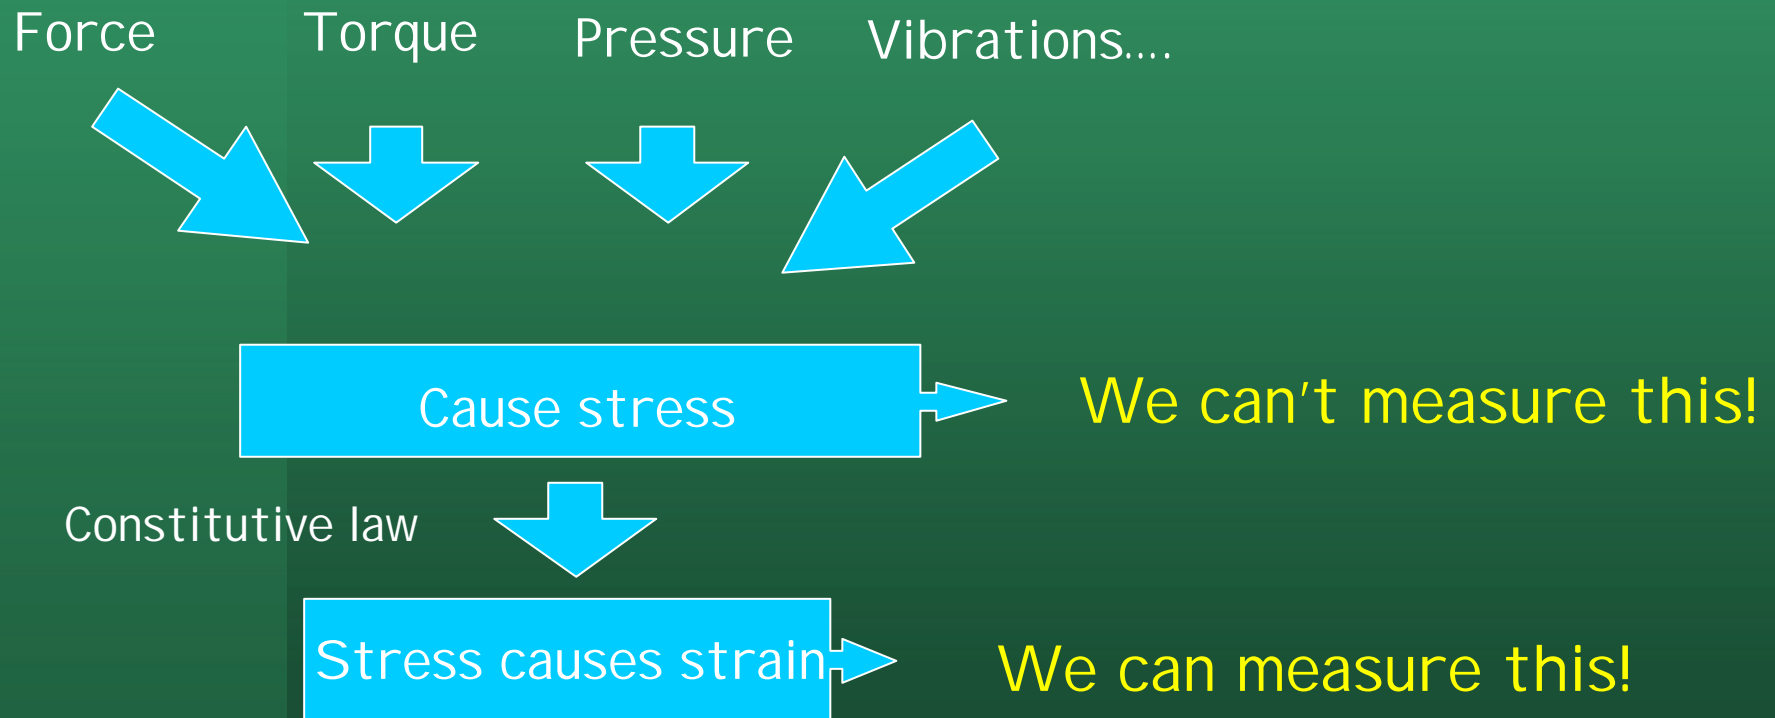 Force Torque Pressure Vibrations....
Cause stress
We can't measure this!
Constitutive law
Stress causes strain
We can measure this!